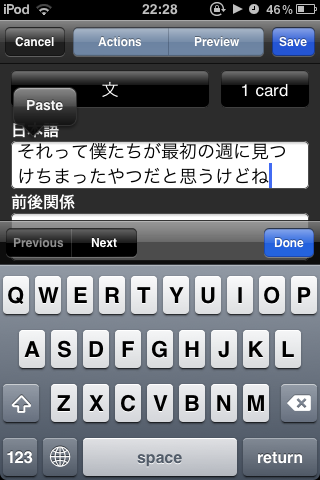 iPod 22:28 46%
Cancel Actions Preview Save
文 1 card
Paste
日本語
それって僕たちが最初の週に見つ
けちまったやつだと思うけどね
前後関係
Previous Next Done
Q W E R T Y U I O P
A S D F G H J K L
Z X C V B N M
123 space return